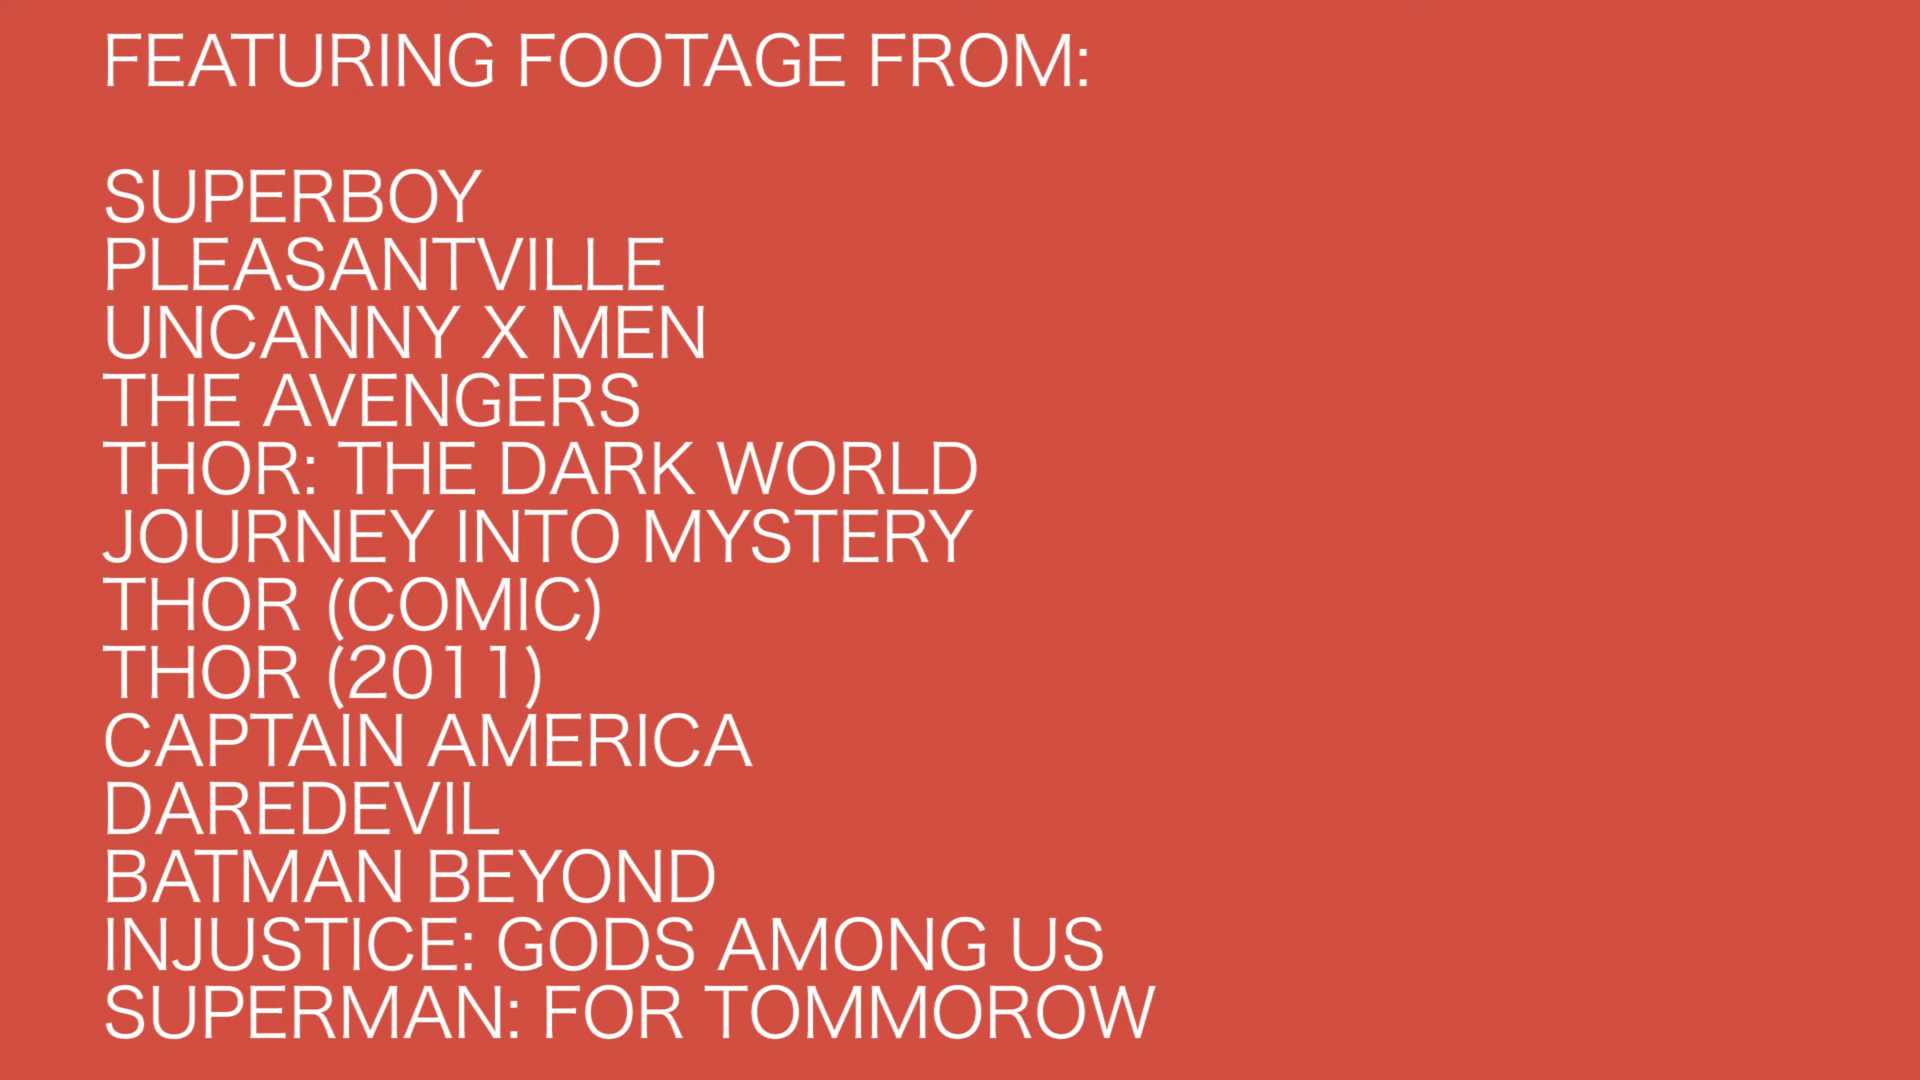 FEATURING FOOTAGE FROM:
SUPERBOY
PLEASANTVILLE
UNCANNY X MEN
THE AVENGERS
THOR: THE DARK WORLD
JOURNEY INTO MYSTERY
THOR (COMIC)
THOR (2011)
CAPTAIN AMERICA
DAREDEVIL
BATMAN BEYOND
INJUSTICE: GODS AMONG US
SUPERMAN: FOR TOMMOROW